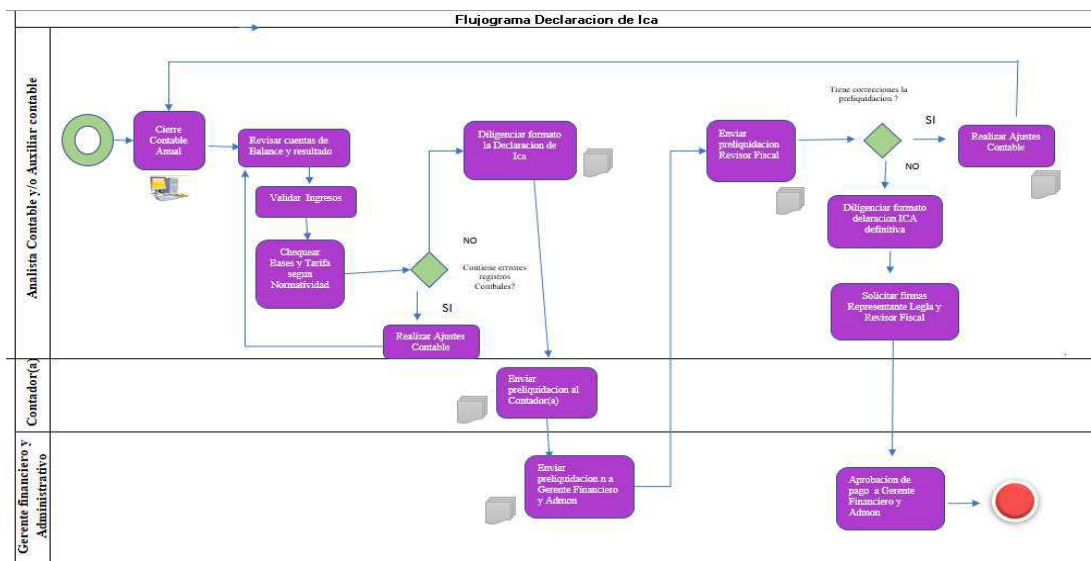 Flujograma Declaracion de Ica
Analista Contable y/o Auxiliar contable
Cierre
Contable
Anual
Revisar cuentas de
Balance y resultado
Validar Ingresos
Chequear
Bases y Tarifa
segun
Normatividad
NO
Contiene errores
registros
Contbales?
SI
Realizar Ajustes
Contable
Diligenciar formato
la Declaracion de
Ica
Enviar
preliquidacion
Revisor Fiscal
Tiene correcciones la
preliquidacion ?
SI
NO
Realizar Ajustes
Contable
Diligenciar formato
delaracion ICA
definitiva
Solicitar firmas
Representante Legla y
Revisor Fiscal
Contador(a)
Enviar
preliquidacion al
Contador(a)
Gerente financiero y
Administrativo
Enviar
preliquidacion n a
Gerente Financiero
y Admon
Aprobacion de
pago a Gerente
Financiero y
Admon